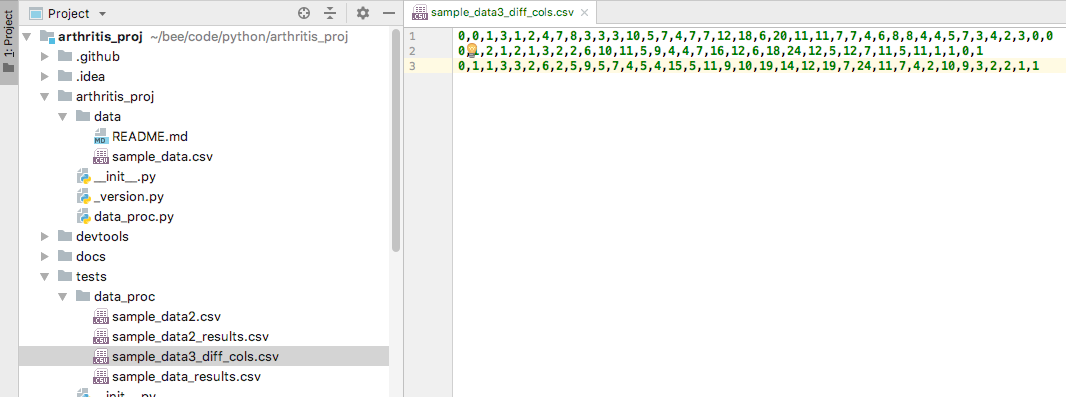 1: Project
Project
arthritis_proj ~/bee/code/python/arthritis_proj
.github
.idea
arthritis_proj
data
README.md
sample_data.csv
__init__.py
_version.py
data_proc.py
devtools
docs
tests
data_proc
sample_data2.csv
sample_data2_results.csv
sample_data3_diff_cols.csv
sample_data_results.csv
__init__.py
sample_data3_diff_cols.csv
1 0,0,1,3,1,2,4,7,8,3,3,3,10,5,7,4,7,7,12,18,6,20,11,11,7,7,4,6,8,8,4,4,5,7,3,4,2,3,0,0
2 0,1,2,1,2,1,3,2,2,6,10,11,5,9,4,4,7,16,12,6,18,24,12,5,12,7,11,5,11,1,1,0,1
3 0,1,1,3,3,2,6,2,5,9,5,7,4,5,4,15,5,11,9,10,19,14,12,19,7,24,11,7,4,2,10,9,3,2,2,1,1